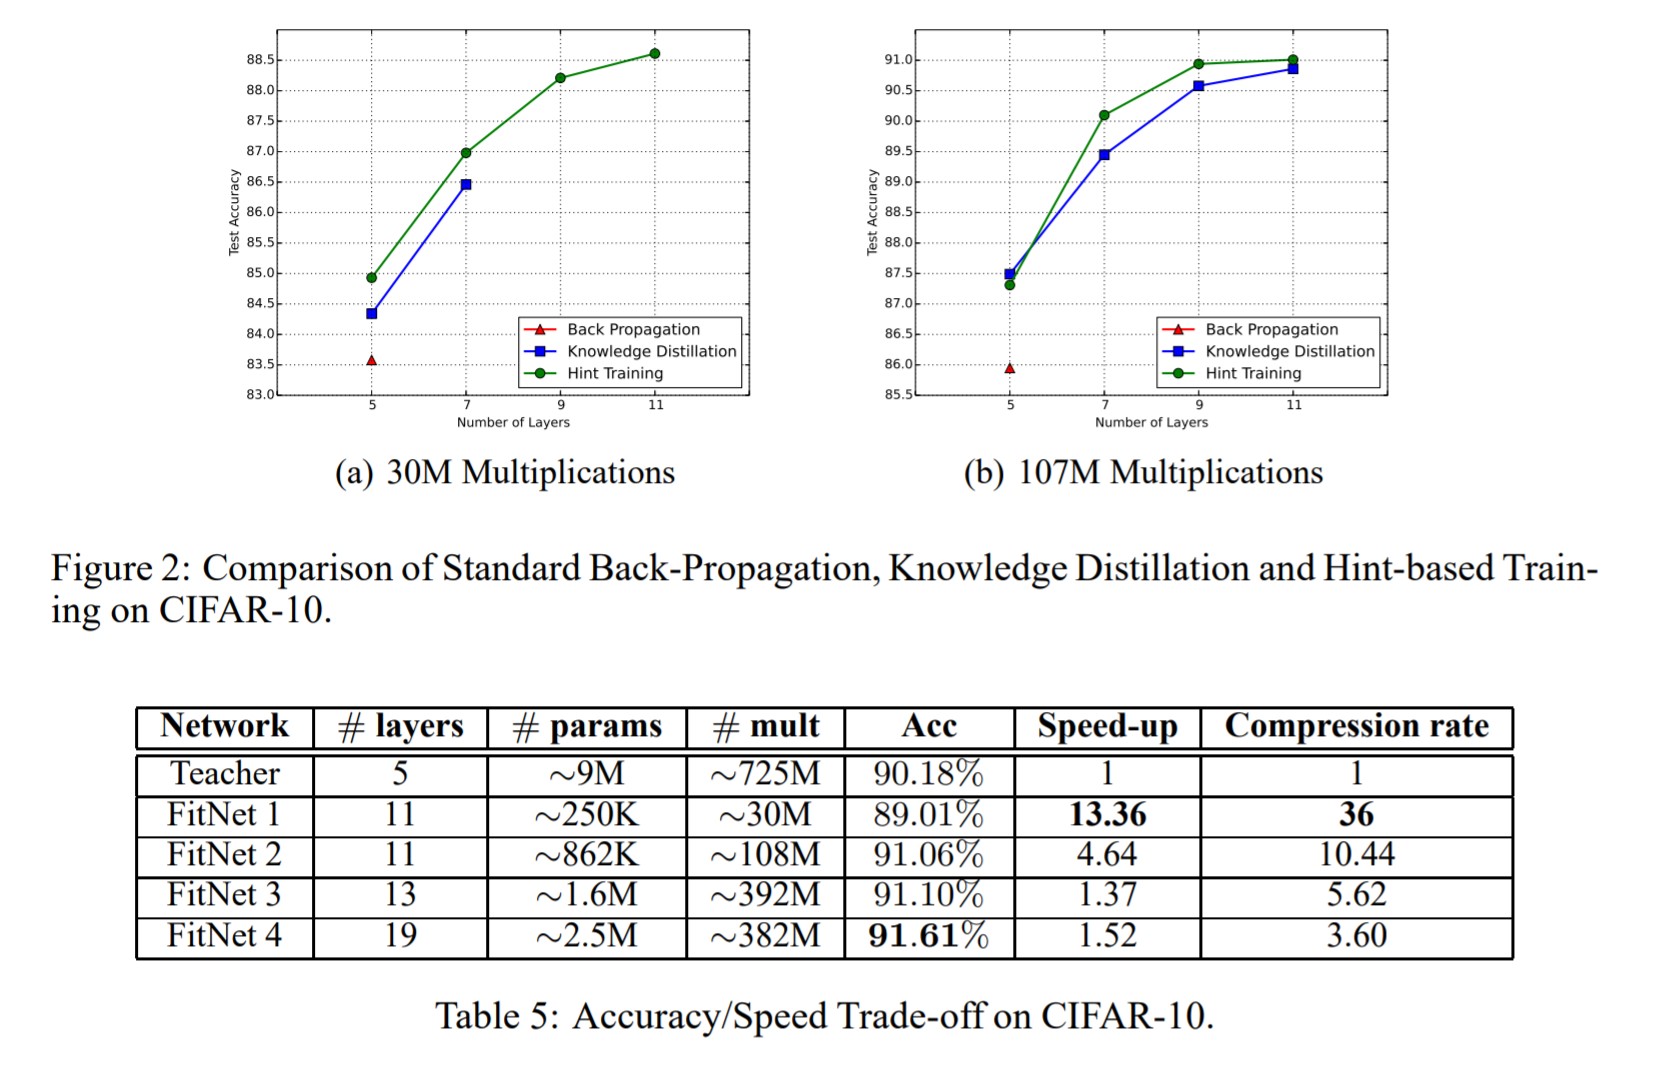 88.5
88.0
87.5
87.0
86.5
86.0
85.5
85.0
84.5
84.0
83.5
83.0
Test Accuracy
5 7 9 11
Number of Layers
Back Propagation
Knowledge Distillation
Hint Training
(a) 30M Multiplications
91.0
90.5
90.0
89.5
89.0
88.5
88.0
87.5
87.0
86.5
86.0
85.5
Test Accuracy
5 7 9 11
Number of Layers
Back Propagation
Knowledge Distillation
Hint Training
(b) 107M Multiplications
Figure 2: Comparison of Standard Back-Propagation, Knowledge Distillation and Hint-based Train-
ing on CIFAR-10.
Network # layers # params # mult Acc Speed-up Compression rate
Teacher 5 ~9M ~725M 90.18% 1 1
FitNet 1 11 ~250K ~30M 89.01% 13.36 36
FitNet 2 11 ~862K ~108M 91.06% 4.64 10.44
FitNet 3 13 ~1.6M ~392M 91.10% 1.37 5.62
FitNet 4 19 ~2.5M ~382M 91.61% 1.52 3.60
Table 5: Accuracy/Speed Trade-off on CIFAR-10.